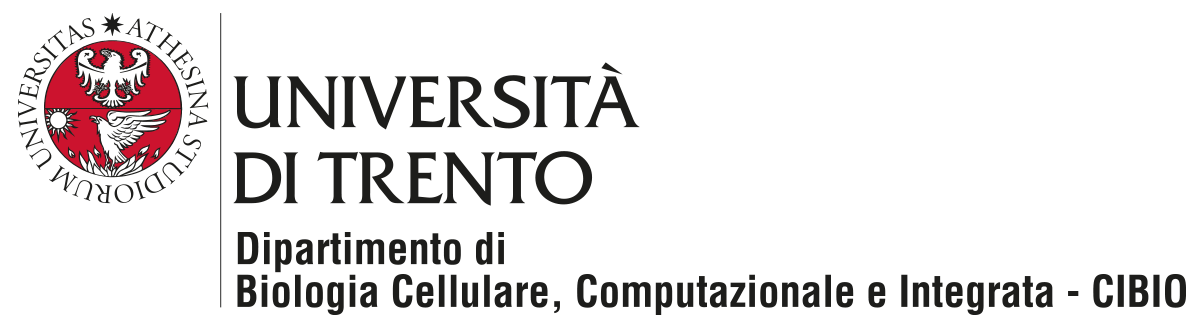 UNIVERSITAS ATHESINA STUDIORUM
UNIVERSITÀ
DI TRENTO
Dipartimento di
Biologia Cellulare, Computazionale e Integrata - CIBIO